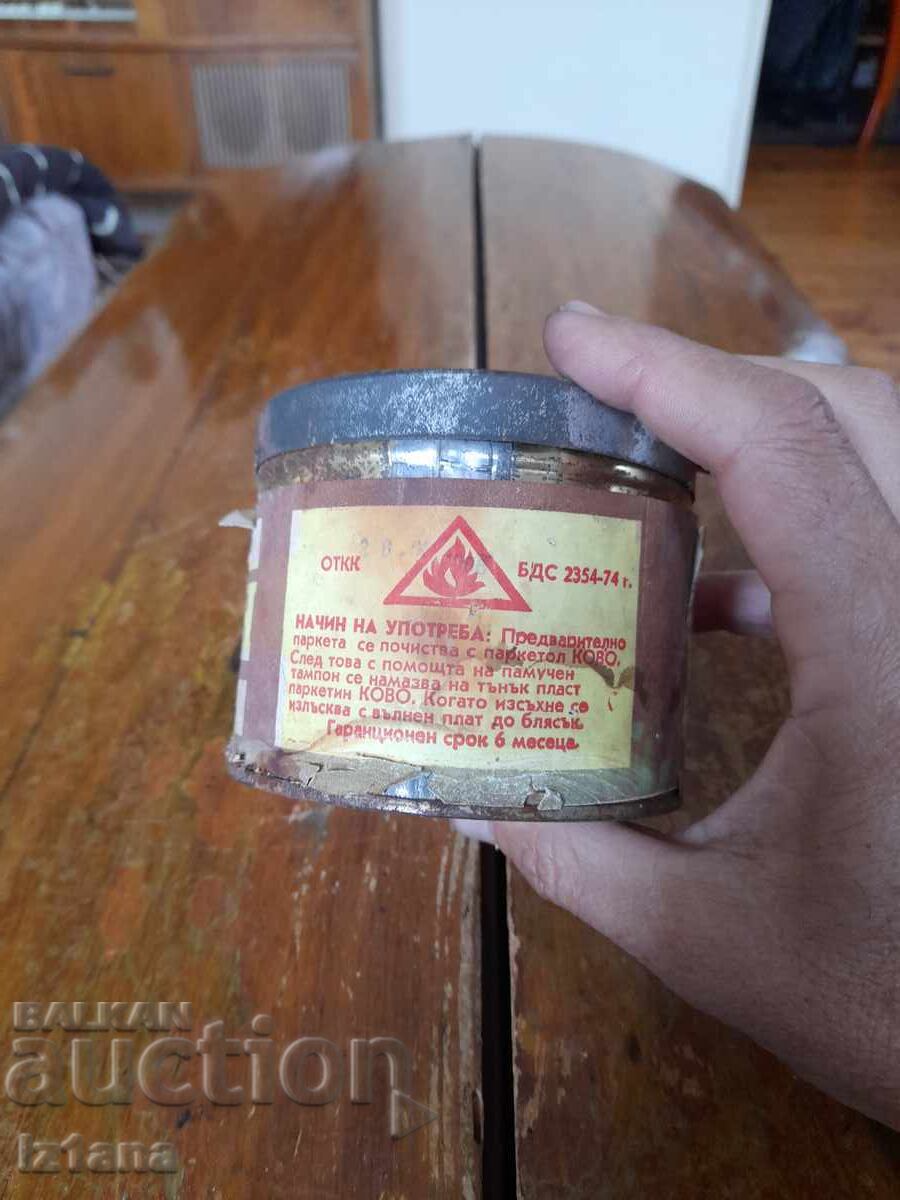 ОТКК
БДС 2354-74 г.
НАЧИН НА УПОТРЕБА: Предварително
паркета се почиства с паркетол КОВО.
След това с помощта на памучен
тампон се намазва на тънък пласт
паркетин КОВО. Когато изсъхне се
излъсква с вълнен плат до блясък.
Гаранционен срок 6 месеца.
BALKAN
auction
iz1ana